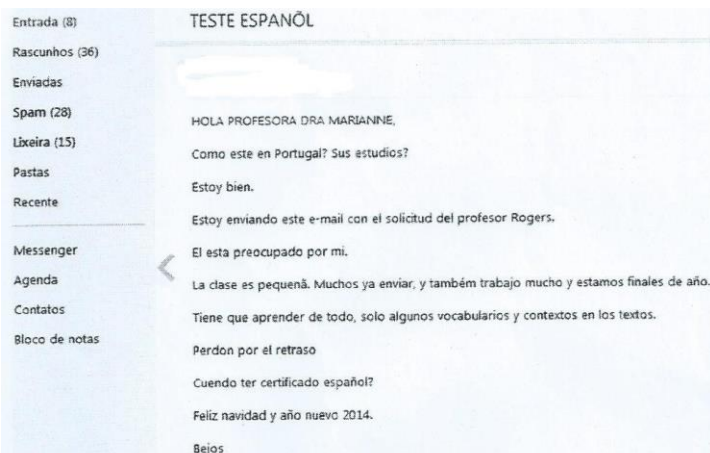 Entrada (8)
Rascunhos (36)
Enviadas
Spam (28)
Lixeira (15)
Pastas
Recente
Messenger
Agenda
Contatos
Bloco de notas
TESTE ESPANÕL
HOLA PROFESORA DRA MARIANNE,
Como este en Portugal? Sus estudios?
Estoy bien.
Estoy enviando este e-mail con el solicitud del profesor Rogers.
El esta preocupado por mi.
La clase es pequenã. Muchos ya enviar, y también trabajo mucho y estamos finales de año.
Tiene que aprender de todo, solo algunos vocabularios y contextos en los textos.
Perdon por el retraso
Cuendo ter certificado español?
Feliz navidad y año nuevo 2014.
Bejos